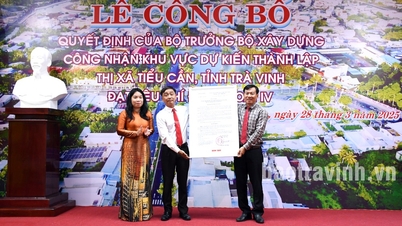 LỄ CÔNG BỐ
QUYẾT ĐỊNH CỦA BỘ TRƯỞNG BỘ XÂY DỰNG
CÔNG NHẬN KHU VỰC DỰ KIẾN THÀNH LẬP
THỊ XÃ TIỂU CẦN, TỈNH TRÀ VINH
IV
ngày 28 tháng 3 năm 2025
baotravinh.vn